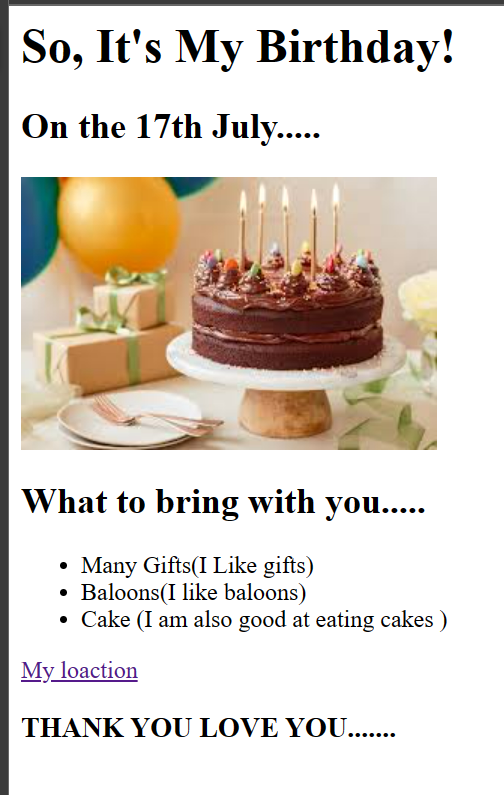 So, It's My Birthday!
On the 17th July.....
What to bring with you.....
Many Gifts(I Like gifts)
Baloons(I like baloons)
Cake (I am also good at eating cakes )
My loaction
THANK YOU LOVE YOU.......